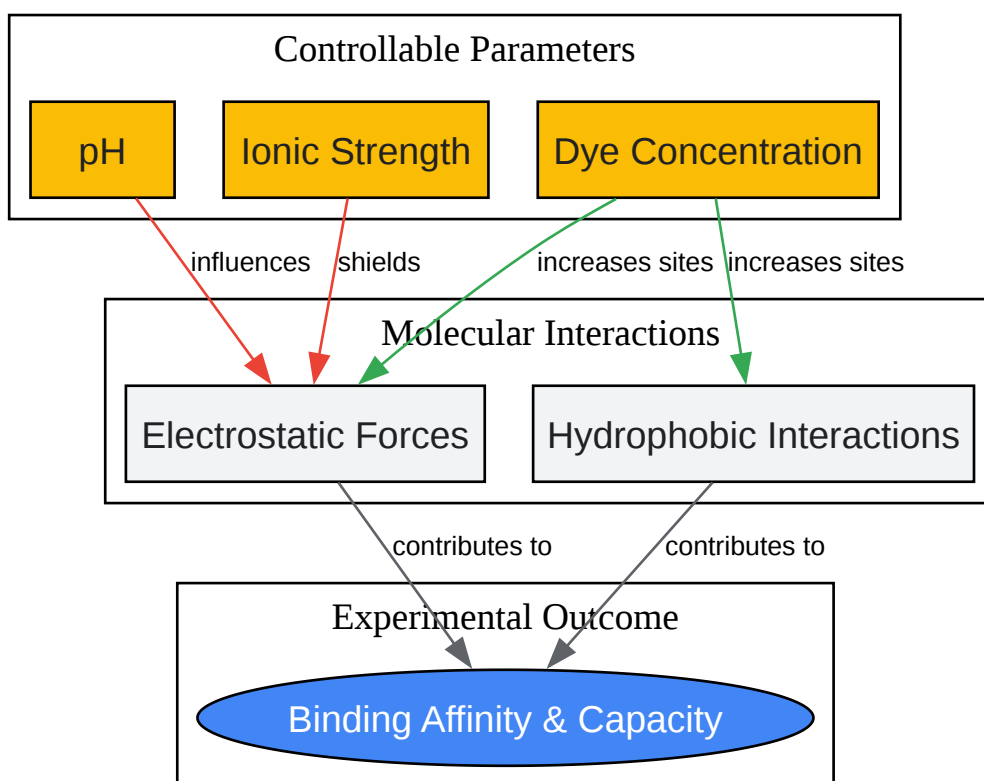 Controllable Parameters
pH
Ionic Strength
Dye Concentration
influences
shields
increases sites
increases sites
Molecular Interactions
Electrostatic Forces
Hydrophobic Interactions
contributes to
contributes to
Experimental Outcome
Binding Affinity & Capacity